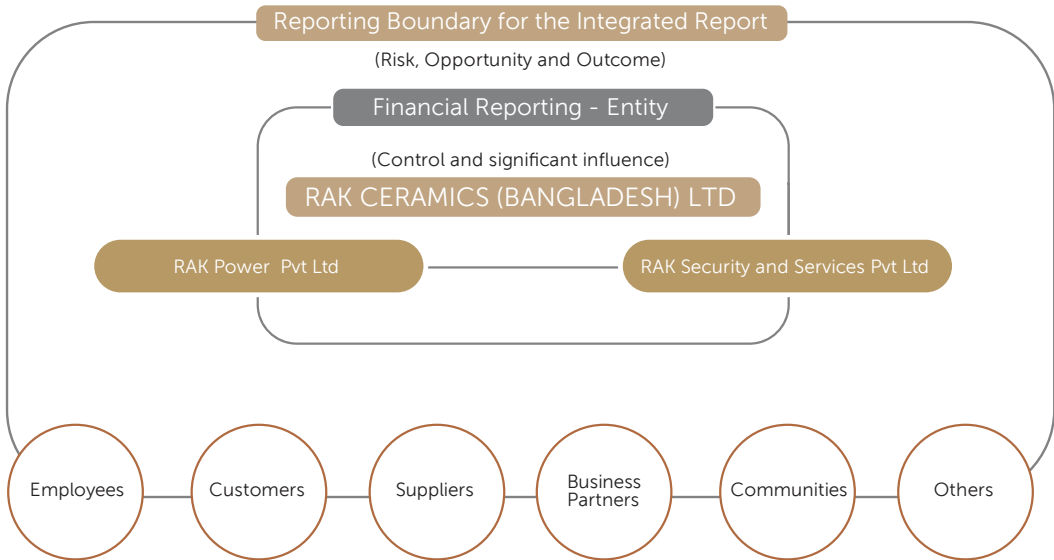 Reporting Boundary for the Integrated Report
(Risk, Opportunity and Outcome)
Financial Reporting - Entity
(Control and significant influence)
RAK CERAMICS (BANGLADESH) LTD
RAK Power Pvt Ltd
RAK Security and Services Pvt Ltd
Employees
Customers
Suppliers
Business
Partners
Communities
Others